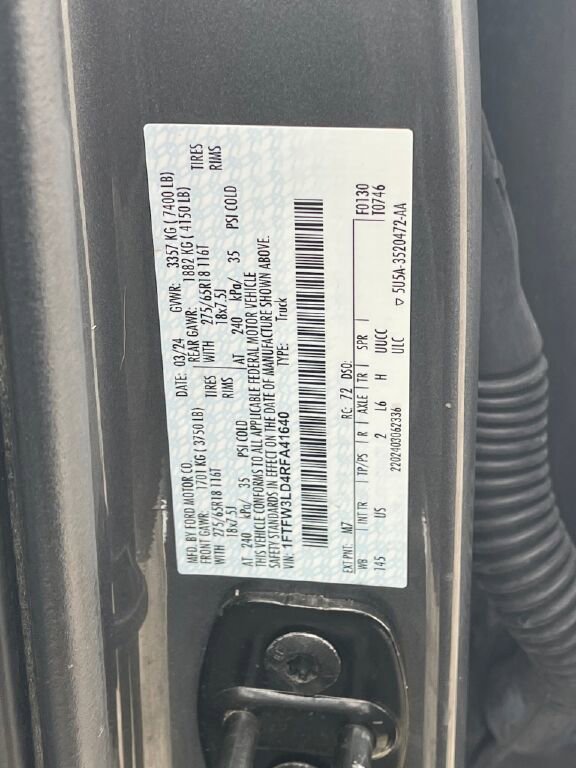 MFD. BY FORD MOTOR CO.
DATE: 03/24 GVWR: 3357 KG ( 7400 LB)
FRONT GAWR: 1701 KG ( 3750 LB) REAR GAWR: 1882 KG ( 4150 LB)
WITH 275/65R18 116T TIRES WITH 275/65R18 116T TIRES
18x7.5J RIMS 18x7.5J RIMS
AT 240 kPa/ 35 PSI COLD AT 240 kPa/ 35 PSI COLD
THIS VEHICLE CONFORMS TO ALL APPLICABLE FEDERAL MOTOR VEHICLE
SAFETY STANDARDS IN EFFECT ON THE DATE OF MANUFACTURE SHOWN ABOVE.
VIN: 1FTFW3LD4RFA41640 TYPE: Truck
EXT PNT: M7 RC: 72 DSO: F0130
WB INT TR TP/PS R AXLE TR SPR T0746
145 US 2 L6 H UUCC
ULC
2202403062336 5U5A-3520472-AA